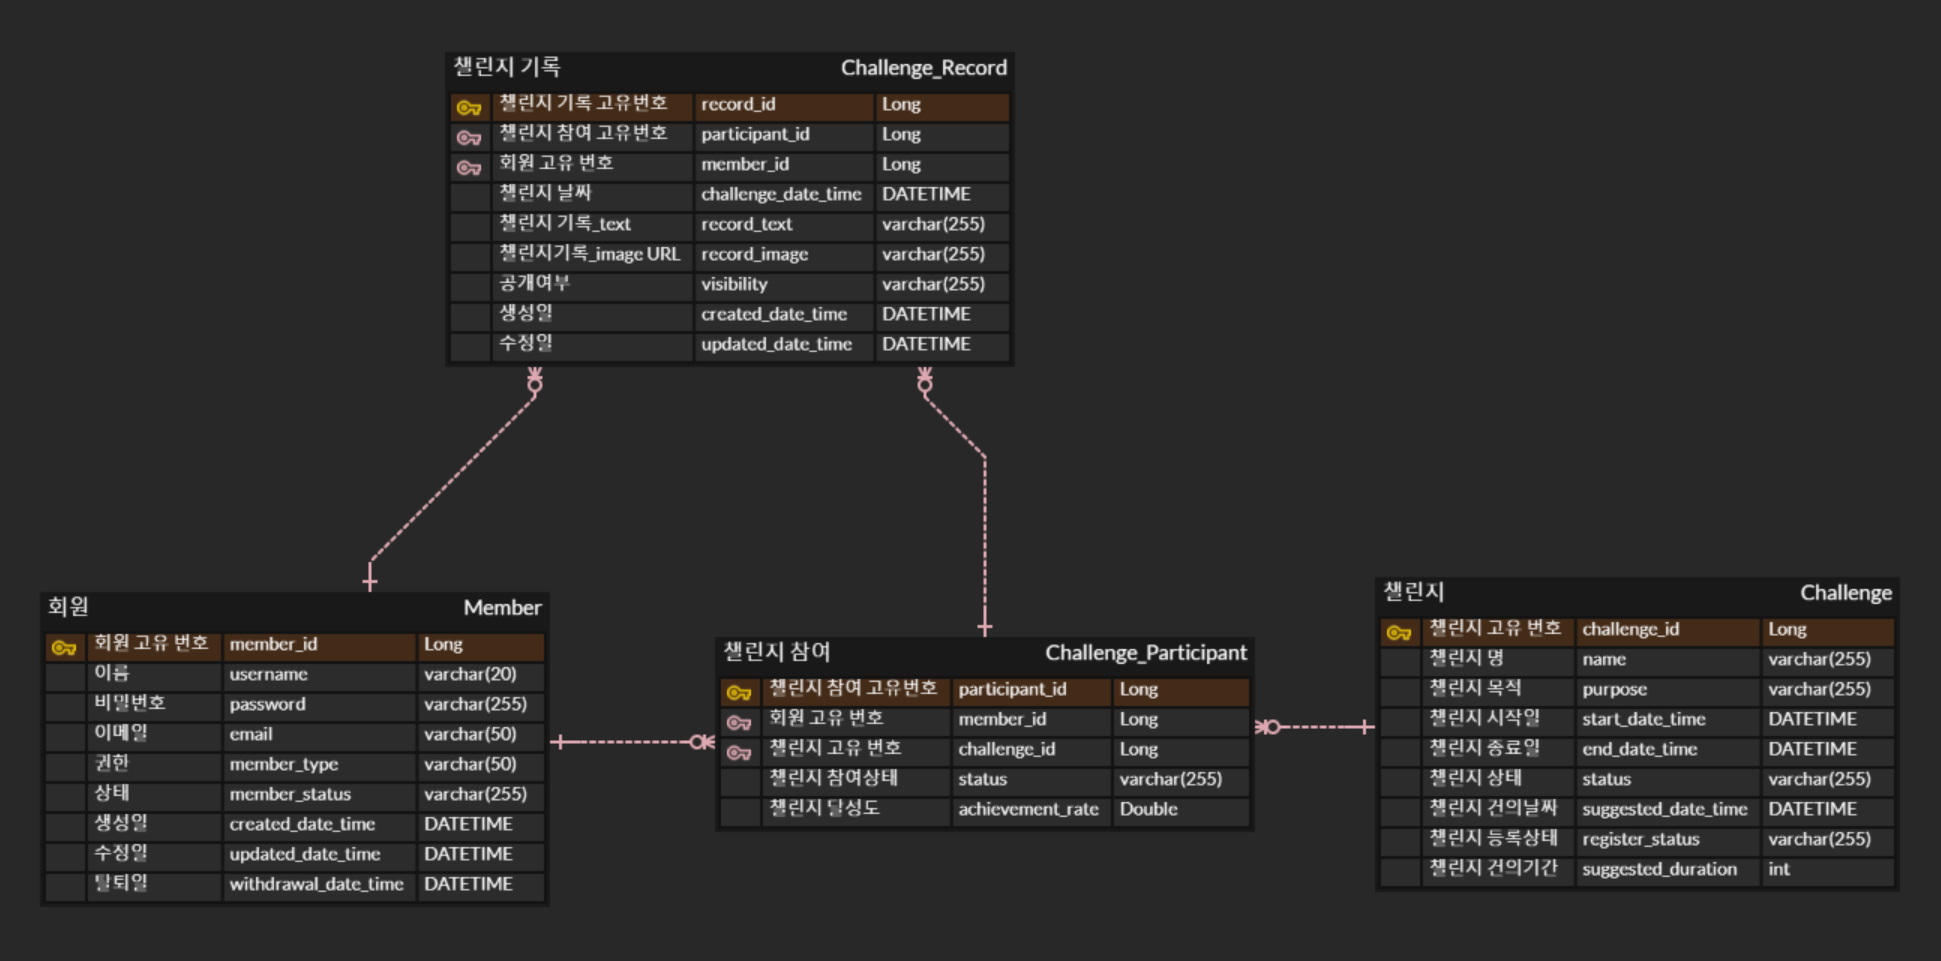 챌린지 기록 Challenge_Record
챌린지 기록 고유번호 record_id Long
챌린지 참여 고유번호 participant_id Long
회원 고유 번호 member_id Long
챌린지 날짜 challenge_date_time DATETIME
챌린지 기록_text record_text varchar(255)
챌린지기록_image URL record_image varchar(255)
공개여부 visibility varchar(255)
생성일 created_date_time DATETIME
수정일 updated_date_time DATETIME
회원 Member
회원 고유 번호 member_id Long
이름 username varchar(20)
비밀번호 password varchar(255)
이메일 email varchar(50)
권한 member_type varchar(50)
상태 member_status varchar(255)
생성일 created_date_time DATETIME
수정일 updated_date_time DATETIME
탈퇴일 withdrawal_date_time DATETIME
챌린지 참여 Challenge_Participant
챌린지 참여 고유번호 participant_id Long
회원 고유 번호 member_id Long
챌린지 고유 번호 challenge_id Long
챌린지 참여상태 status varchar(255)
챌린지 달성도 achievement_rate Double
챌린지 Challenge
챌린지 고유 번호 challenge_id Long
챌린지 명 name varchar(255)
챌린지 목적 purpose varchar(255)
챌린지 시작일 start_date_time DATETIME
챌린지 종료일 end_date_time DATETIME
챌린지 상태 status varchar(255)
챌린지 건의날짜 suggested_date_time DATETIME
챌린지 등록상태 register_status varchar(255)
챌린지 건의기간 suggested_duration int